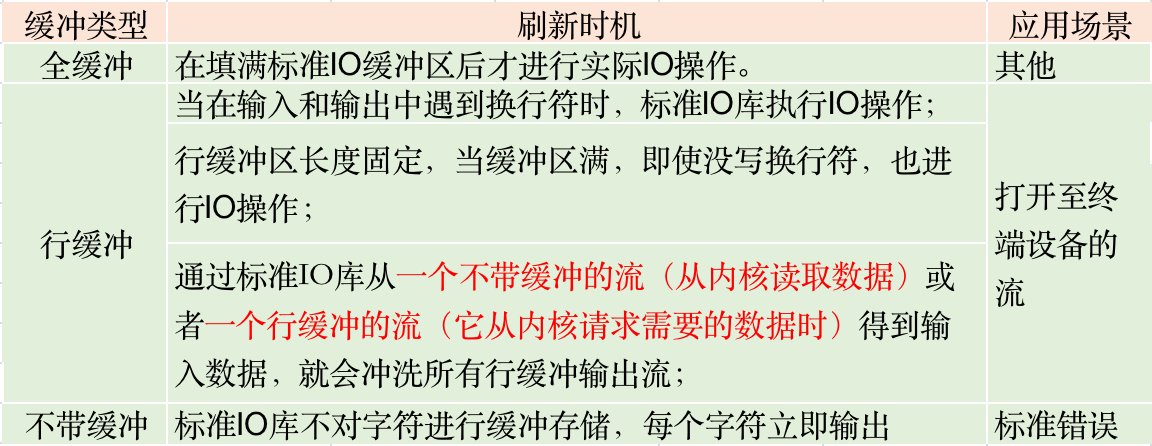 缓冲类型 刷新时机 应用场景
全缓冲 在填满标准IO缓冲区后才进行实际IO操作。 其他
行缓冲 当在输入和输出中遇到换行符时，标准IO库执行IO操作；
行缓冲区长度固定，当缓冲区满，即使没写换行符，也进
行IO操作；
通过标准IO库从一个不带缓冲的流（从内核读取数据）或
者一个行缓冲的流（它从内核请求需要的数据时）得到输
入数据，就会冲洗所有行缓冲输出流；
打开至终
端设备的
流
不带缓冲 标准IO库不对字符进行缓冲存储，每个字符立即输出 标准错误